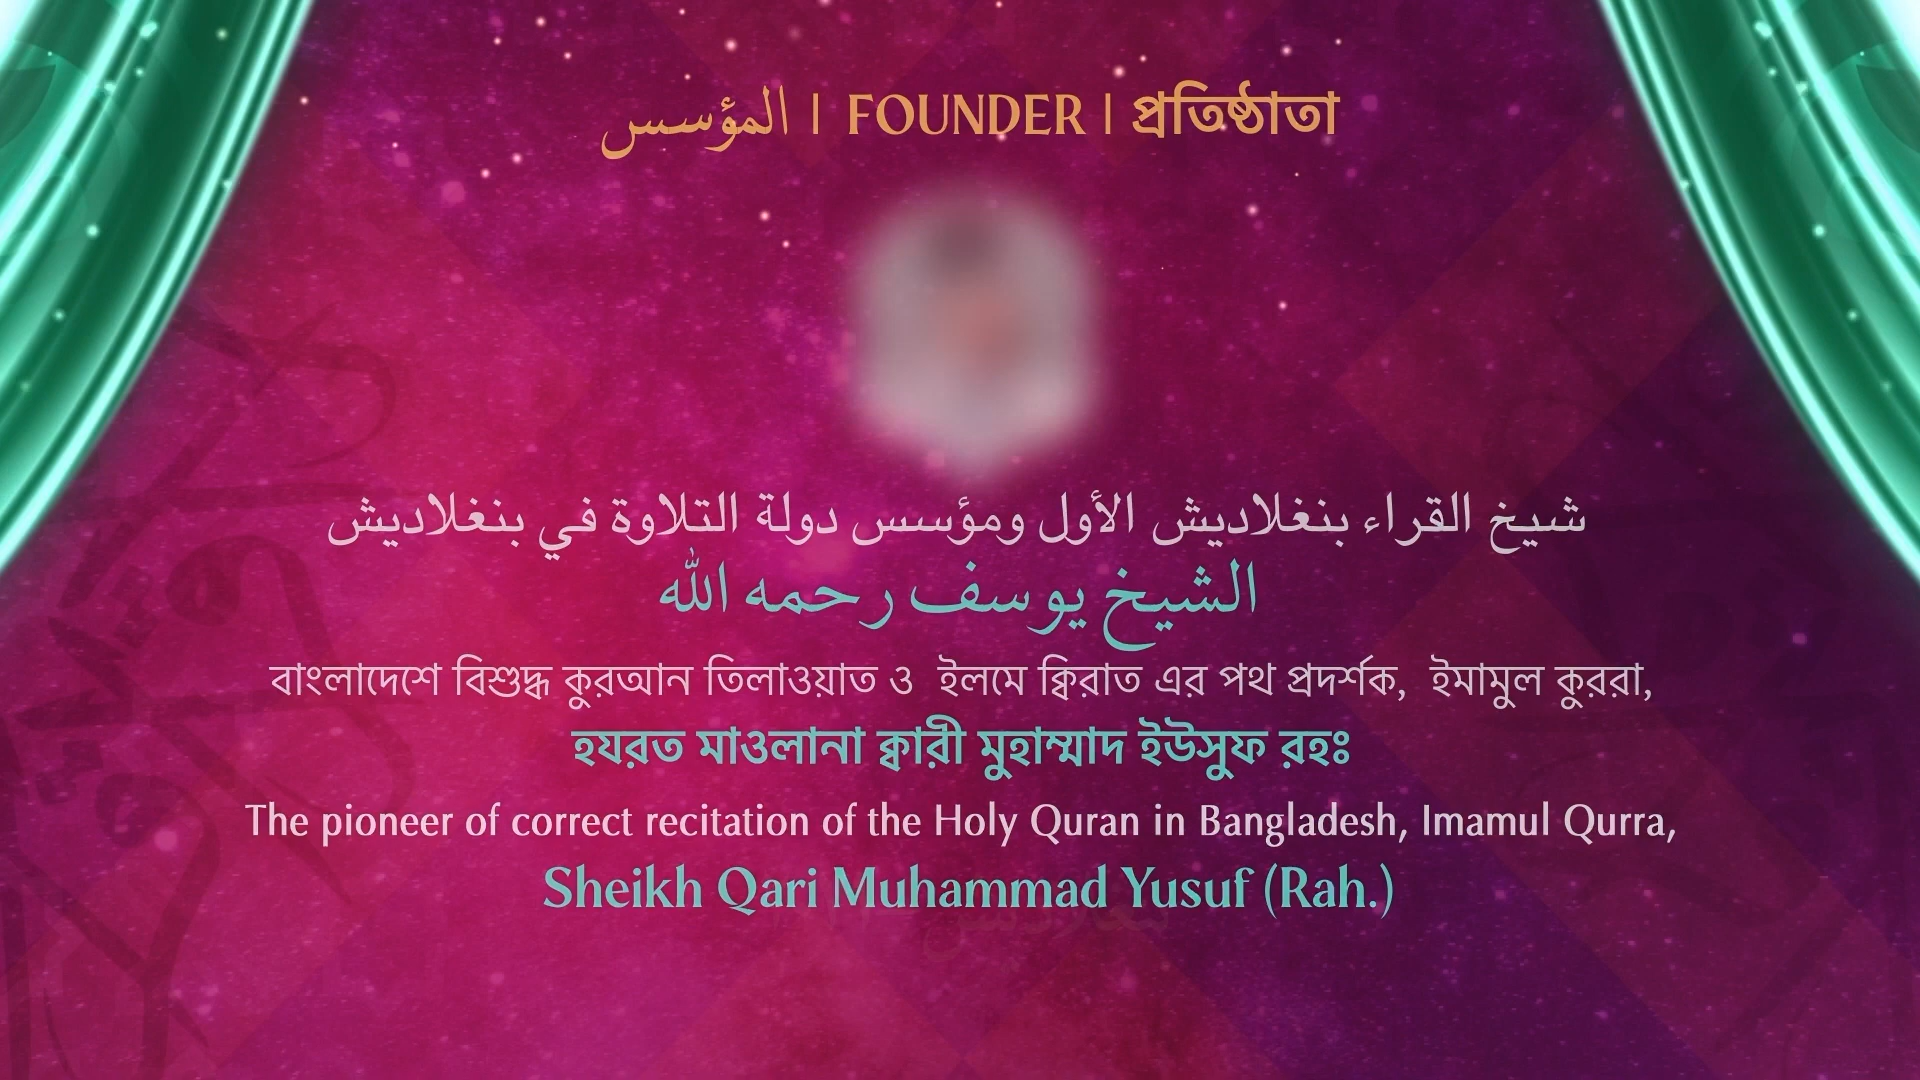 المؤسس | FOUNDER | প্রতিষ্ঠাতা
شيخ القراء بنغلاديش الأول ومؤسس دولة التلاوة في بنغلاديش
الشيخ يوسف رحمه الله
বাংলাদেশে বিশুদ্ধ কুরআন তিলাওয়াত ও ইলমে ক্বিরাত এর পথ প্রদর্শক, ইমামুল কুররা,
হযরত মাওলানা ক্বারী মুহাম্মাদ ইউসুফ রহঃ
The pioneer of correct recitation of the Holy Quran in Bangladesh, Imamul Qurra,
Sheikh Qari Muhammad Yusuf (Rah.)